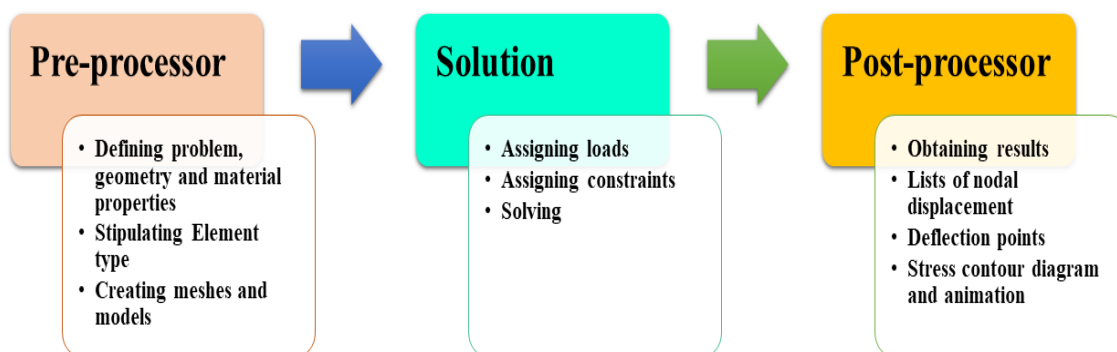 Pre-processor
• Defining problem,
geometry and material
properties
• Stipulating Element
type
• Creating meshes and
models
Solution
• Assigning loads
• Assigning constraints
• Solving
Post-processor
• Obtaining results
• Lists of nodal
displacement
• Deflection points
• Stress contour diagram
and animation